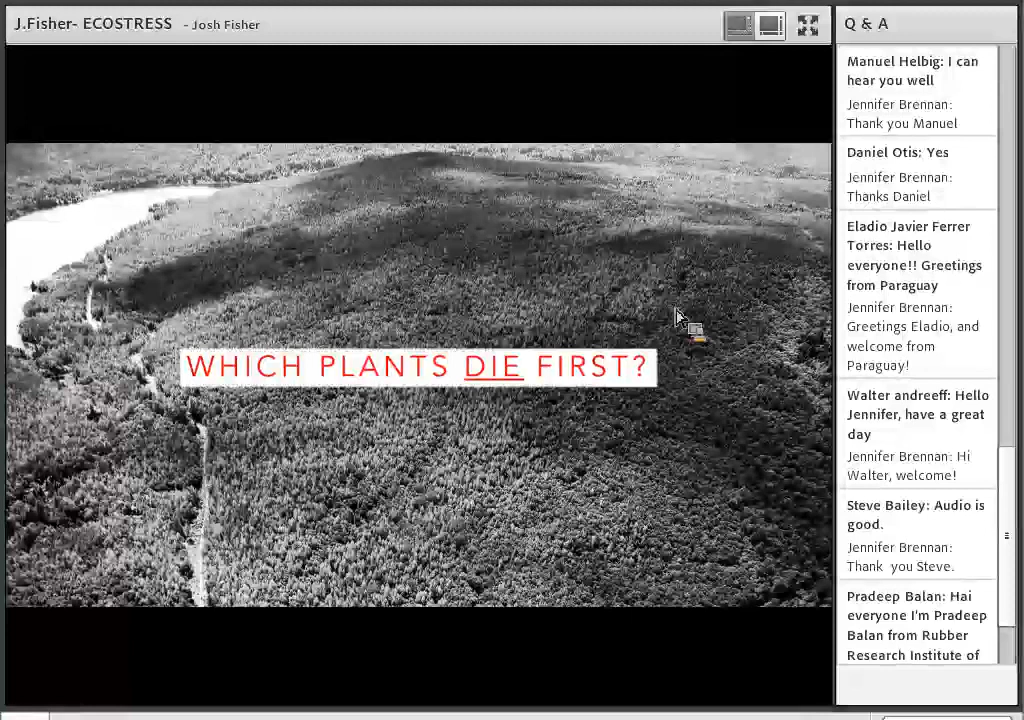 J.Fisher- ECOSTRESS - Josh Fisher
WHICH PLANTS DIE FIRST?
Q & A
Manuel Helbig: I can
hear you well
Jennifer Brennan:
Thank you Manuel
Daniel Otis: Yes
Jennifer Brennan:
Thanks Daniel
Eladio Javier Ferrer
Torres: Hello
everyone!! Greetings
from Paraguay
Jennifer Brennan:
Greetings Eladio, and
welcome from
Paraguay!
Walter andreeff: Hello
Jennifer, have a great
day
Jennifer Brennan: Hi
Walter, welcome!
Steve Bailey: Audio is
good.
Jennifer Brennan:
Thank you Steve.
Pradeep Balan: Hai
everyone I'm Pradeep
Balan from Rubber
Research Institute of